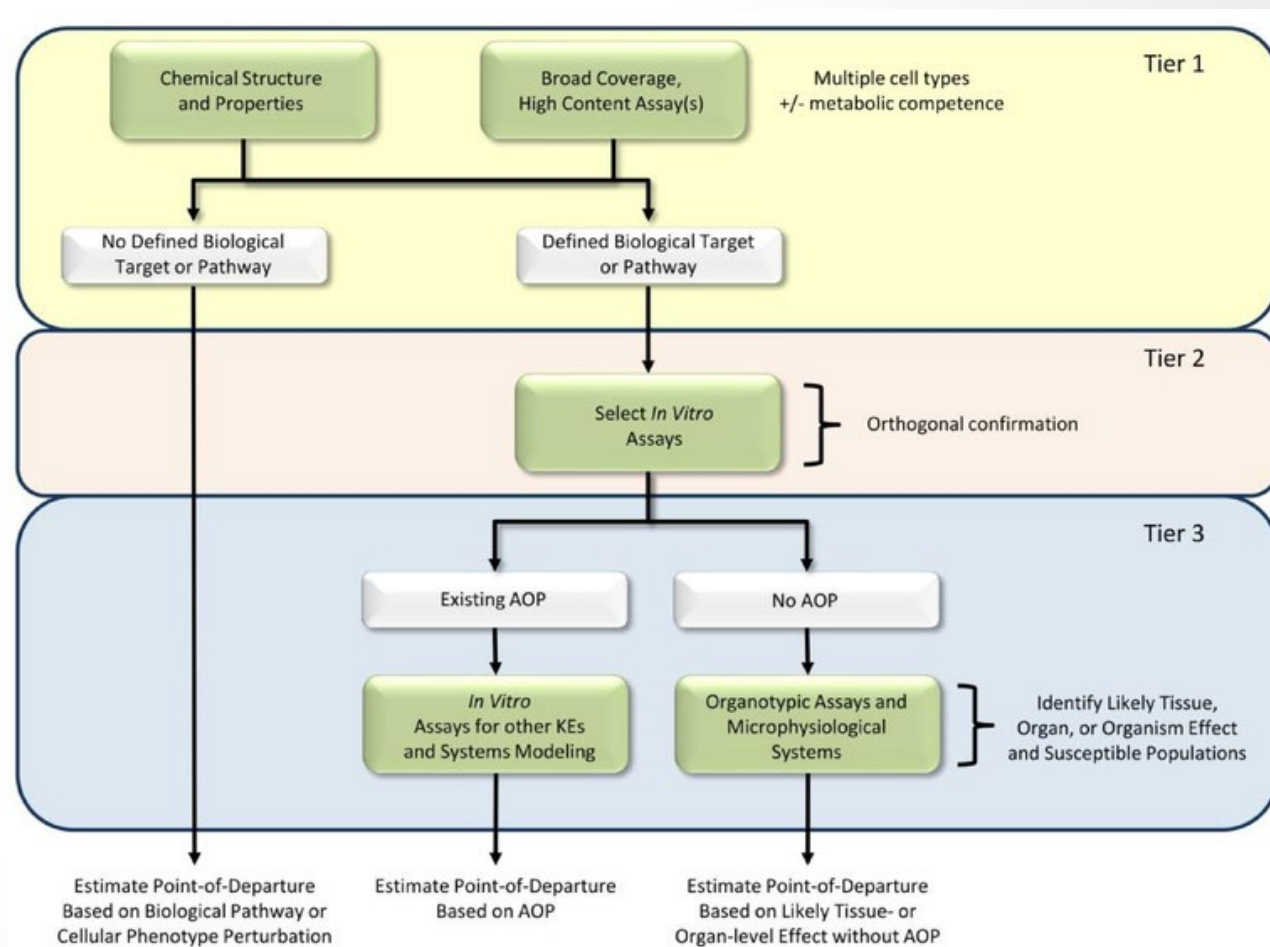 Tier 1
Chemical Structure
and Properties
Broad Coverage,
High Content Assay(s)
Multiple cell types
+/- metabolic competence
No Defined Biological
Target or Pathway
Defined Biological Target
or Pathway
Tier 2
Select In Vitro
Assays
Orthogonal confirmation
Tier 3
Existing AOP
No AOP
In Vitro
Assays for other KEs
and Systems Modeling
Organotypic Assays and
Microphysiological
Systems
Identify Likely Tissue,
Organ, or Organism Effect
and Susceptible Populations
Estimate Point-of-Departure
Based on Biological Pathway or
Cellular Phenotype Perturbation
Estimate Point-of-Departure
Based on AOP
Estimate Point-of-Departure
Based on Likely Tissue- or
Organ-level Effect without AOP